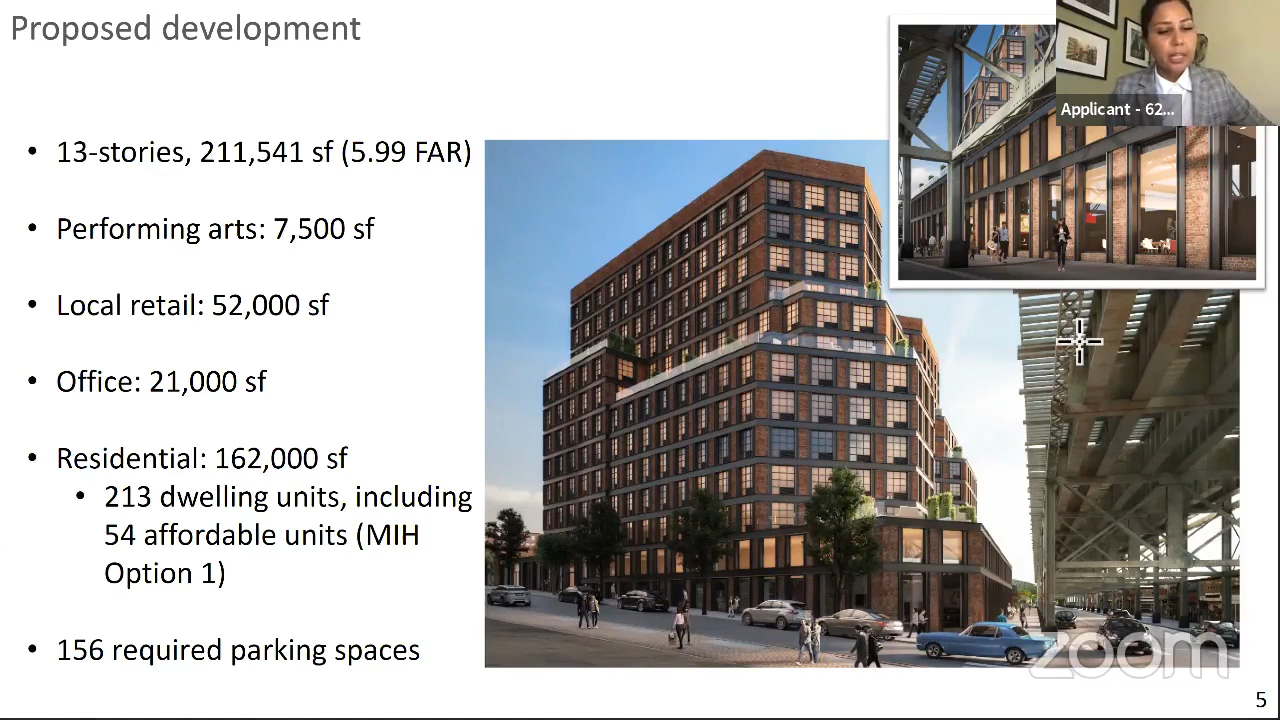 Proposed development
Applicant - 62...
• 13-stories, 211,541 sf (5.99 FAR)
• Performing arts: 7,500 sf
• Local retail: 52,000 sf
• Office: 21,000 sf
• Residential: 162,000 sf
• 213 dwelling units, including
54 affordable units (MIH
Option 1)
• 156 required parking spaces
zoom
5